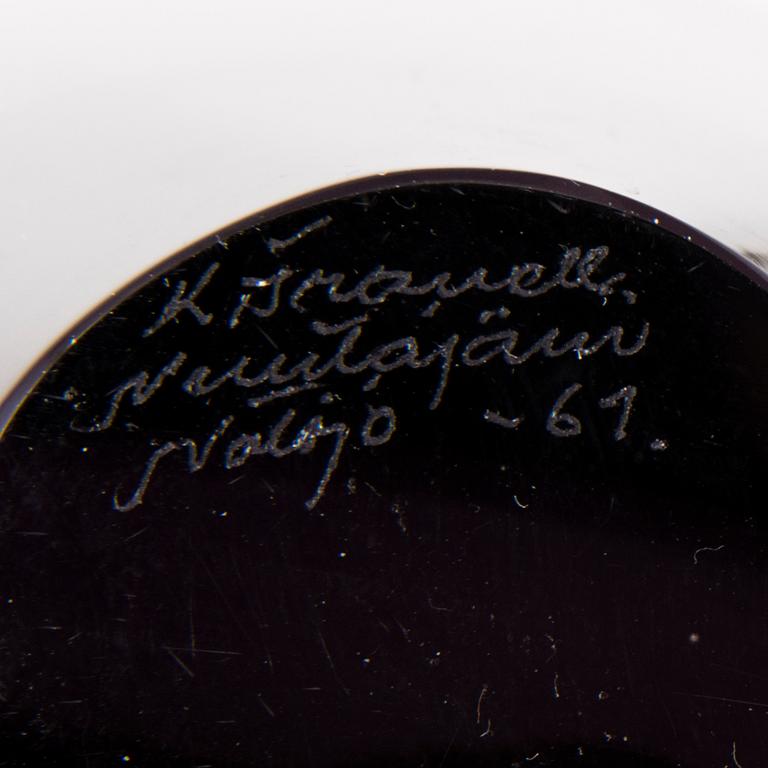 K Franck.
Nuutajärvi
Notsjö -61.